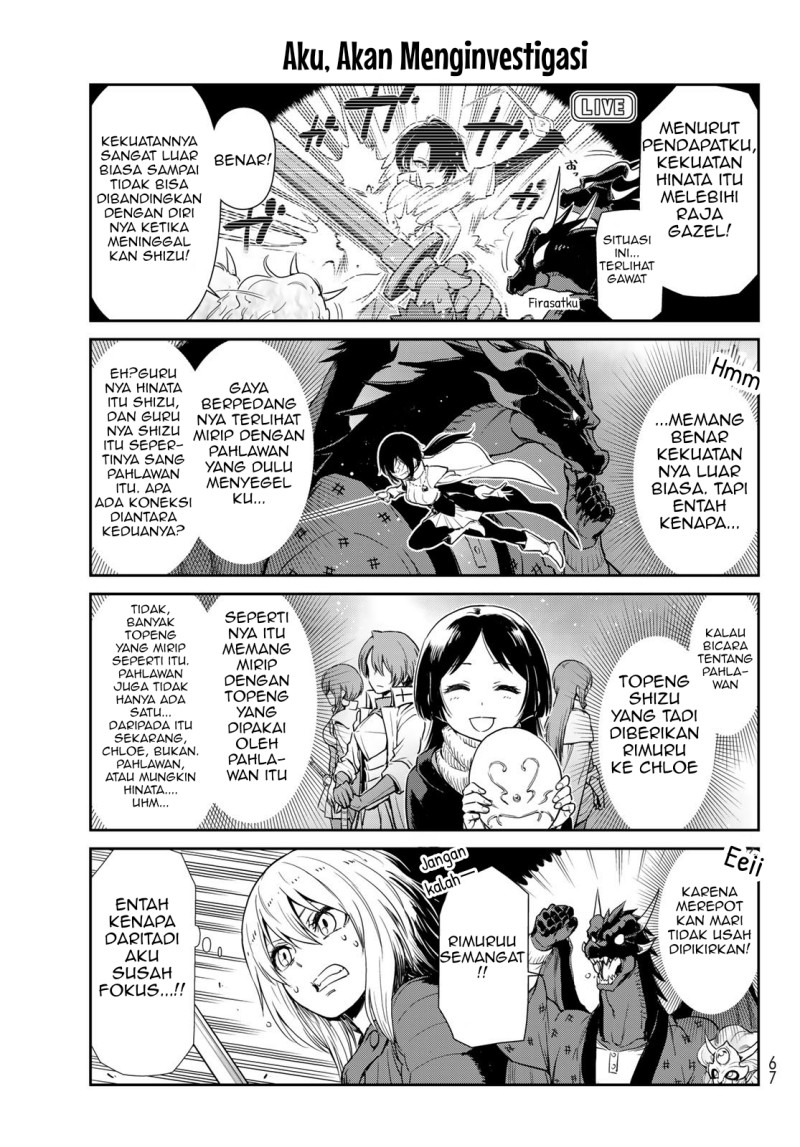 Aku, Akan Menginvestigasi
LIVE
MENURUT
PENDAPATKU,
KEKUATAN
HINATA ITU
MELEBIHI
RAJA
GAZEL!
SITUASI
INI...
TERLIHAT
GAWAT
おっ
Firasatku
ガ
ガ
ガ
ガ
BENAR!
KEKUATANNYA
SANGAT LUAR
BIASA SAMPAI
TIDAK BISA
DIBANDINGKAN
DENGAN DIRI
NYA KETIKA
MENINGGAL
KAN SHIZU!
Hmm
...MEMANG
BENAR
KEKUATAN
NYA LUAR
BIASA. TAPI
ENTAH
KENAPA...
GAYA
BERPEDANG
NYA TERLIHAT
MIRIP DENGAN
PAHLAWAN
YANG DULU
MENYEGEL
KU...
EH?GURU
NYA HINATA
ITU SHIZU,
DAN GURU
NYA SHIZU
ITU SEPER-
TINYA SANG
PAHLAWAN
ITU. APA
ADA KONEKSI
DIANTARA
KEDUANYA?
KALAU
BICARA
TENTANG
PAHLA-
WAN
TOPENG
SHIZU
YANG TADI
DIBERIKAN
RIMURU
KE CHLOE
SEPERTI
NYA ITU
MEMANG
MIRIP
DENGAN
TOPENG
YANG
DIPAKAI
OLEH
PAHLA-
WAN ITU
TIDAK,
BANYAK
TOPENG
YANG MIRIP
SEPERTI ITU.
PAHLAWAN
JUGA TIDAK
HANYA ADA
SATU...
DARIPADA ITU
SEKARANG,
CHLOE, BUKAN.
PAHLAWAN,
ATAU MUNGKIN
HINATA....
UHM...
Eeii
KARENA
MEREPOT
KAN MARI
TIDAK USAH
DIPIKIRKAN!
Jangan
kalah—
RIMURUU
SEMANGAT
!!
ENTAH
KENAPA
DARITADI
AKU
SUSAH
FOKUS...!!
67